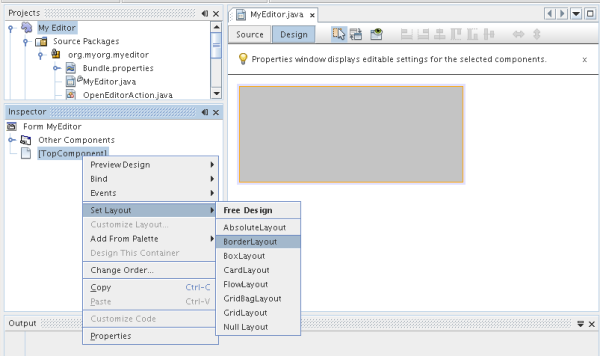 Projects
My Editor
Source Packages
org.myorg.myeditor
Bundle.properties
MyEditor.java
OpenEditorAction.java
Inspector
Form MyEditor
Other Components
[TopComponent]
Preview Design
Bind
Events
Set Layout
Customize Layout...
Add From Palette
Design This Container
Change Order...
Copy Ctrl-C
Paste Ctrl-V
Customize Code
Properties
Free Design
AbsoluteLayout
BorderLayout
BoxLayout
CardLayout
FlowLayout
GridBagLayout
GridLayout
Null Layout
MyEditor.java x
Source Design
Properties window displays editable settings for the selected components. x
Output